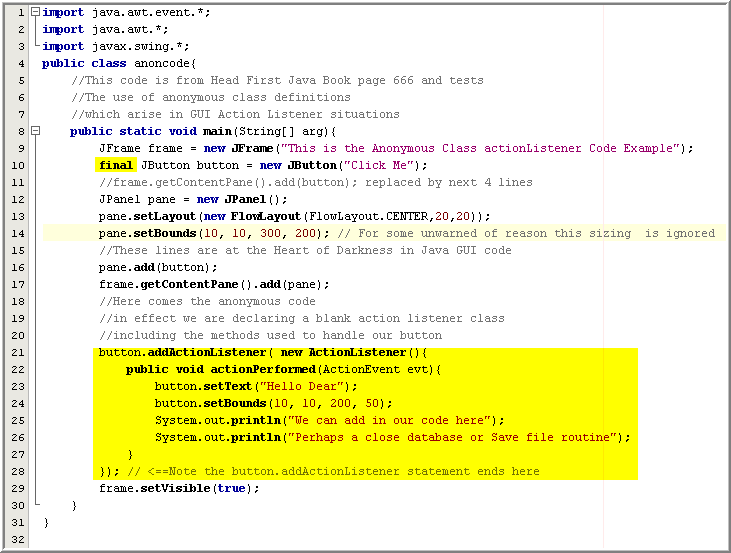 1 import java.awt.event.*;
2 import java.awt.*;
3 import javax.swing.*;
4 public class anoncode{
5 //This code is from Head First Java Book page 666 and tests
6 //The use of anonymous class definitions
7 //which arise in GUI Action Listener situations
8 public static void main(String[] arg){
9 JFrame frame = new JFrame("This is the Anonymous Class actionListener Code Example");
10 final JButton button = new JButton("Click Me");
11 //frame.getContentPane().add(button); replaced by next 4 lines
12 JPanel pane = new JPanel();
13 pane.setLayout(new FlowLayout(FlowLayout.CENTER,20,20));
14 pane.setBounds(10, 10, 300, 200); // For some unwarned of reason this sizing is ignored
15 //These lines are at the Heart of Darkness in Java GUI code
16 pane.add(button);
17 frame.getContentPane().add(pane);
18 //Here comes the anonymous code
19 //in effect we are declaring a blank action listener class
20 //including the methods used to handle our button
21 button.addActionListener( new ActionListener(){
22 public void actionPerformed(ActionEvent evt){
23 button.setText("Hello Dear");
24 button.setBounds(10, 10, 200, 50);
25 System.out.println("We can add in our code here");
26 System.out.println("Perhaps a close database or Save file routine");
27 }
28 }); // <==Note the button.addActionListener statement ends here
29 frame.setVisible(true);
30 }
31 }
32